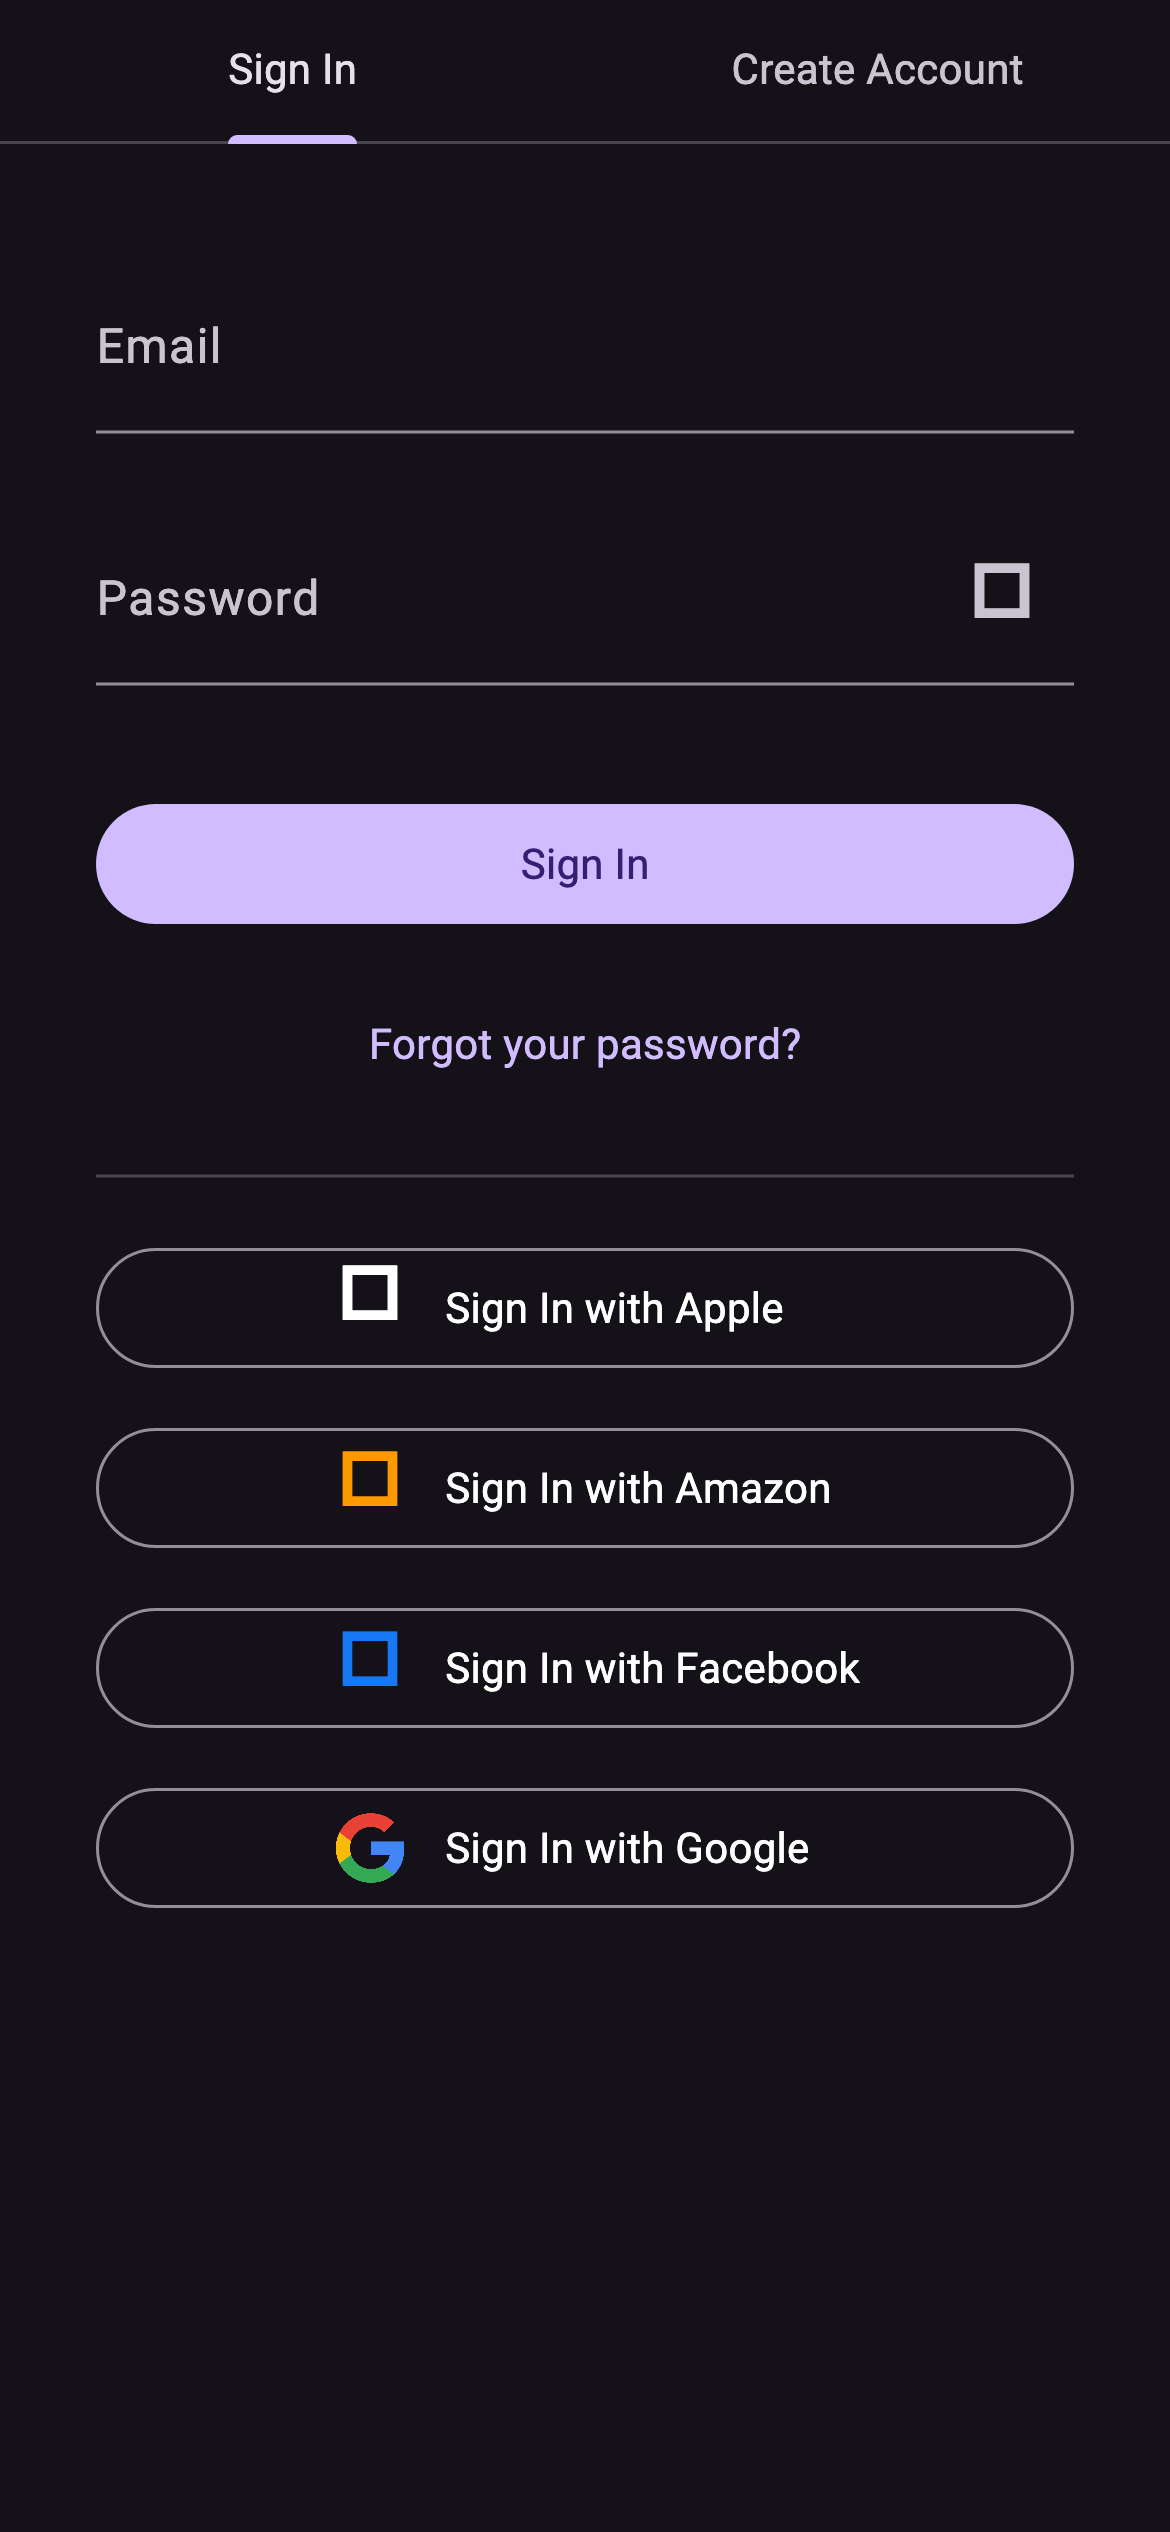 Sign In
Create Account
Email
Password
Sign In
Forgot your password?
Sign In with Apple
Sign In with Amazon
Sign In with Facebook
Sign In with Google